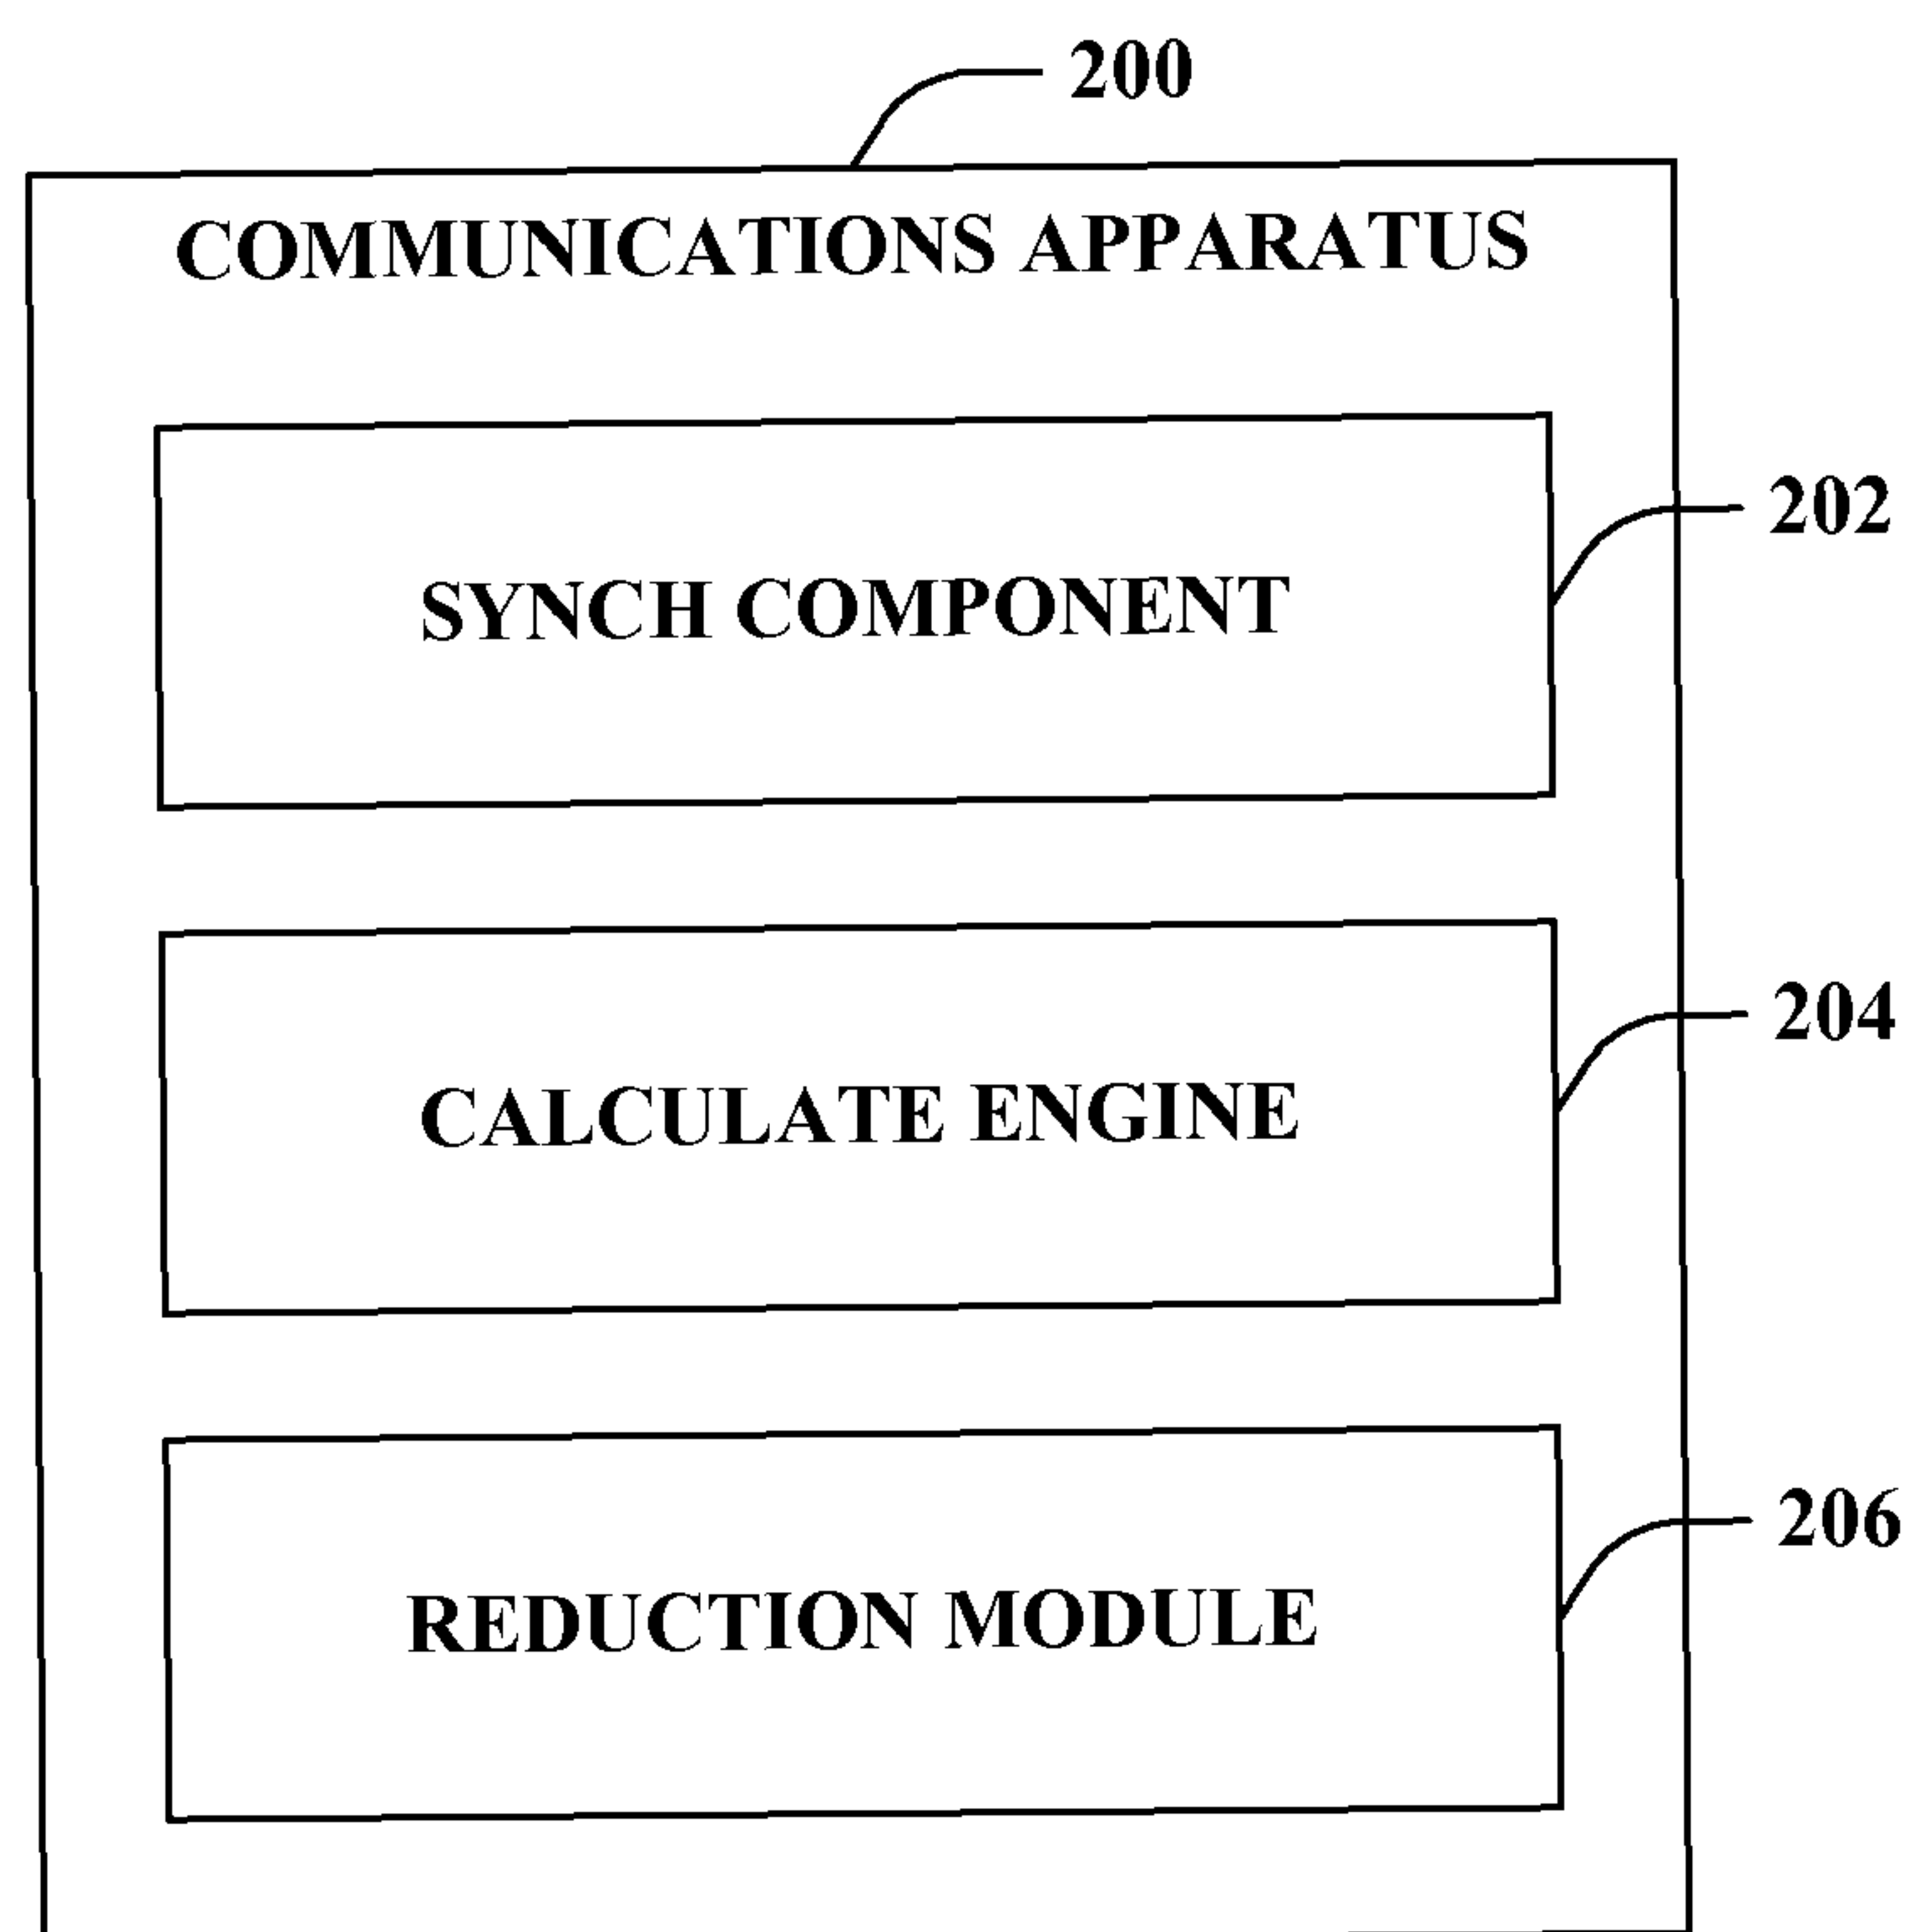 200
COMMUNICATIONS APPARATUS
202
SYNCH COMPONENT
204
CALCULATE ENGINE
206
REDUCTION MODULE